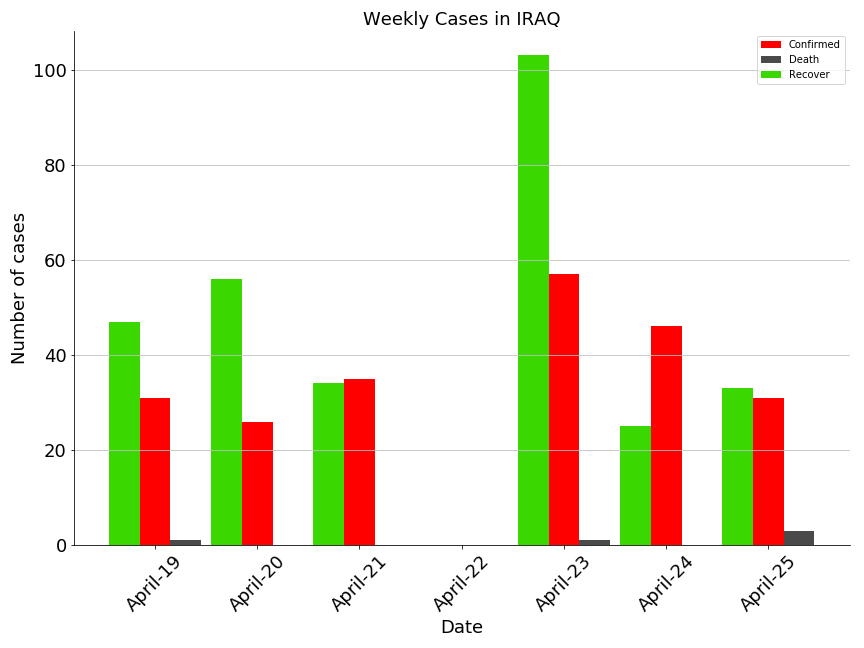 Weekly Cases in IRAQ
Confirmed
Death
Recover
Number of cases
100
80
60
40
20
0
April-19
April-20
April-21
April-22
April-23
April-24
April-25
Date